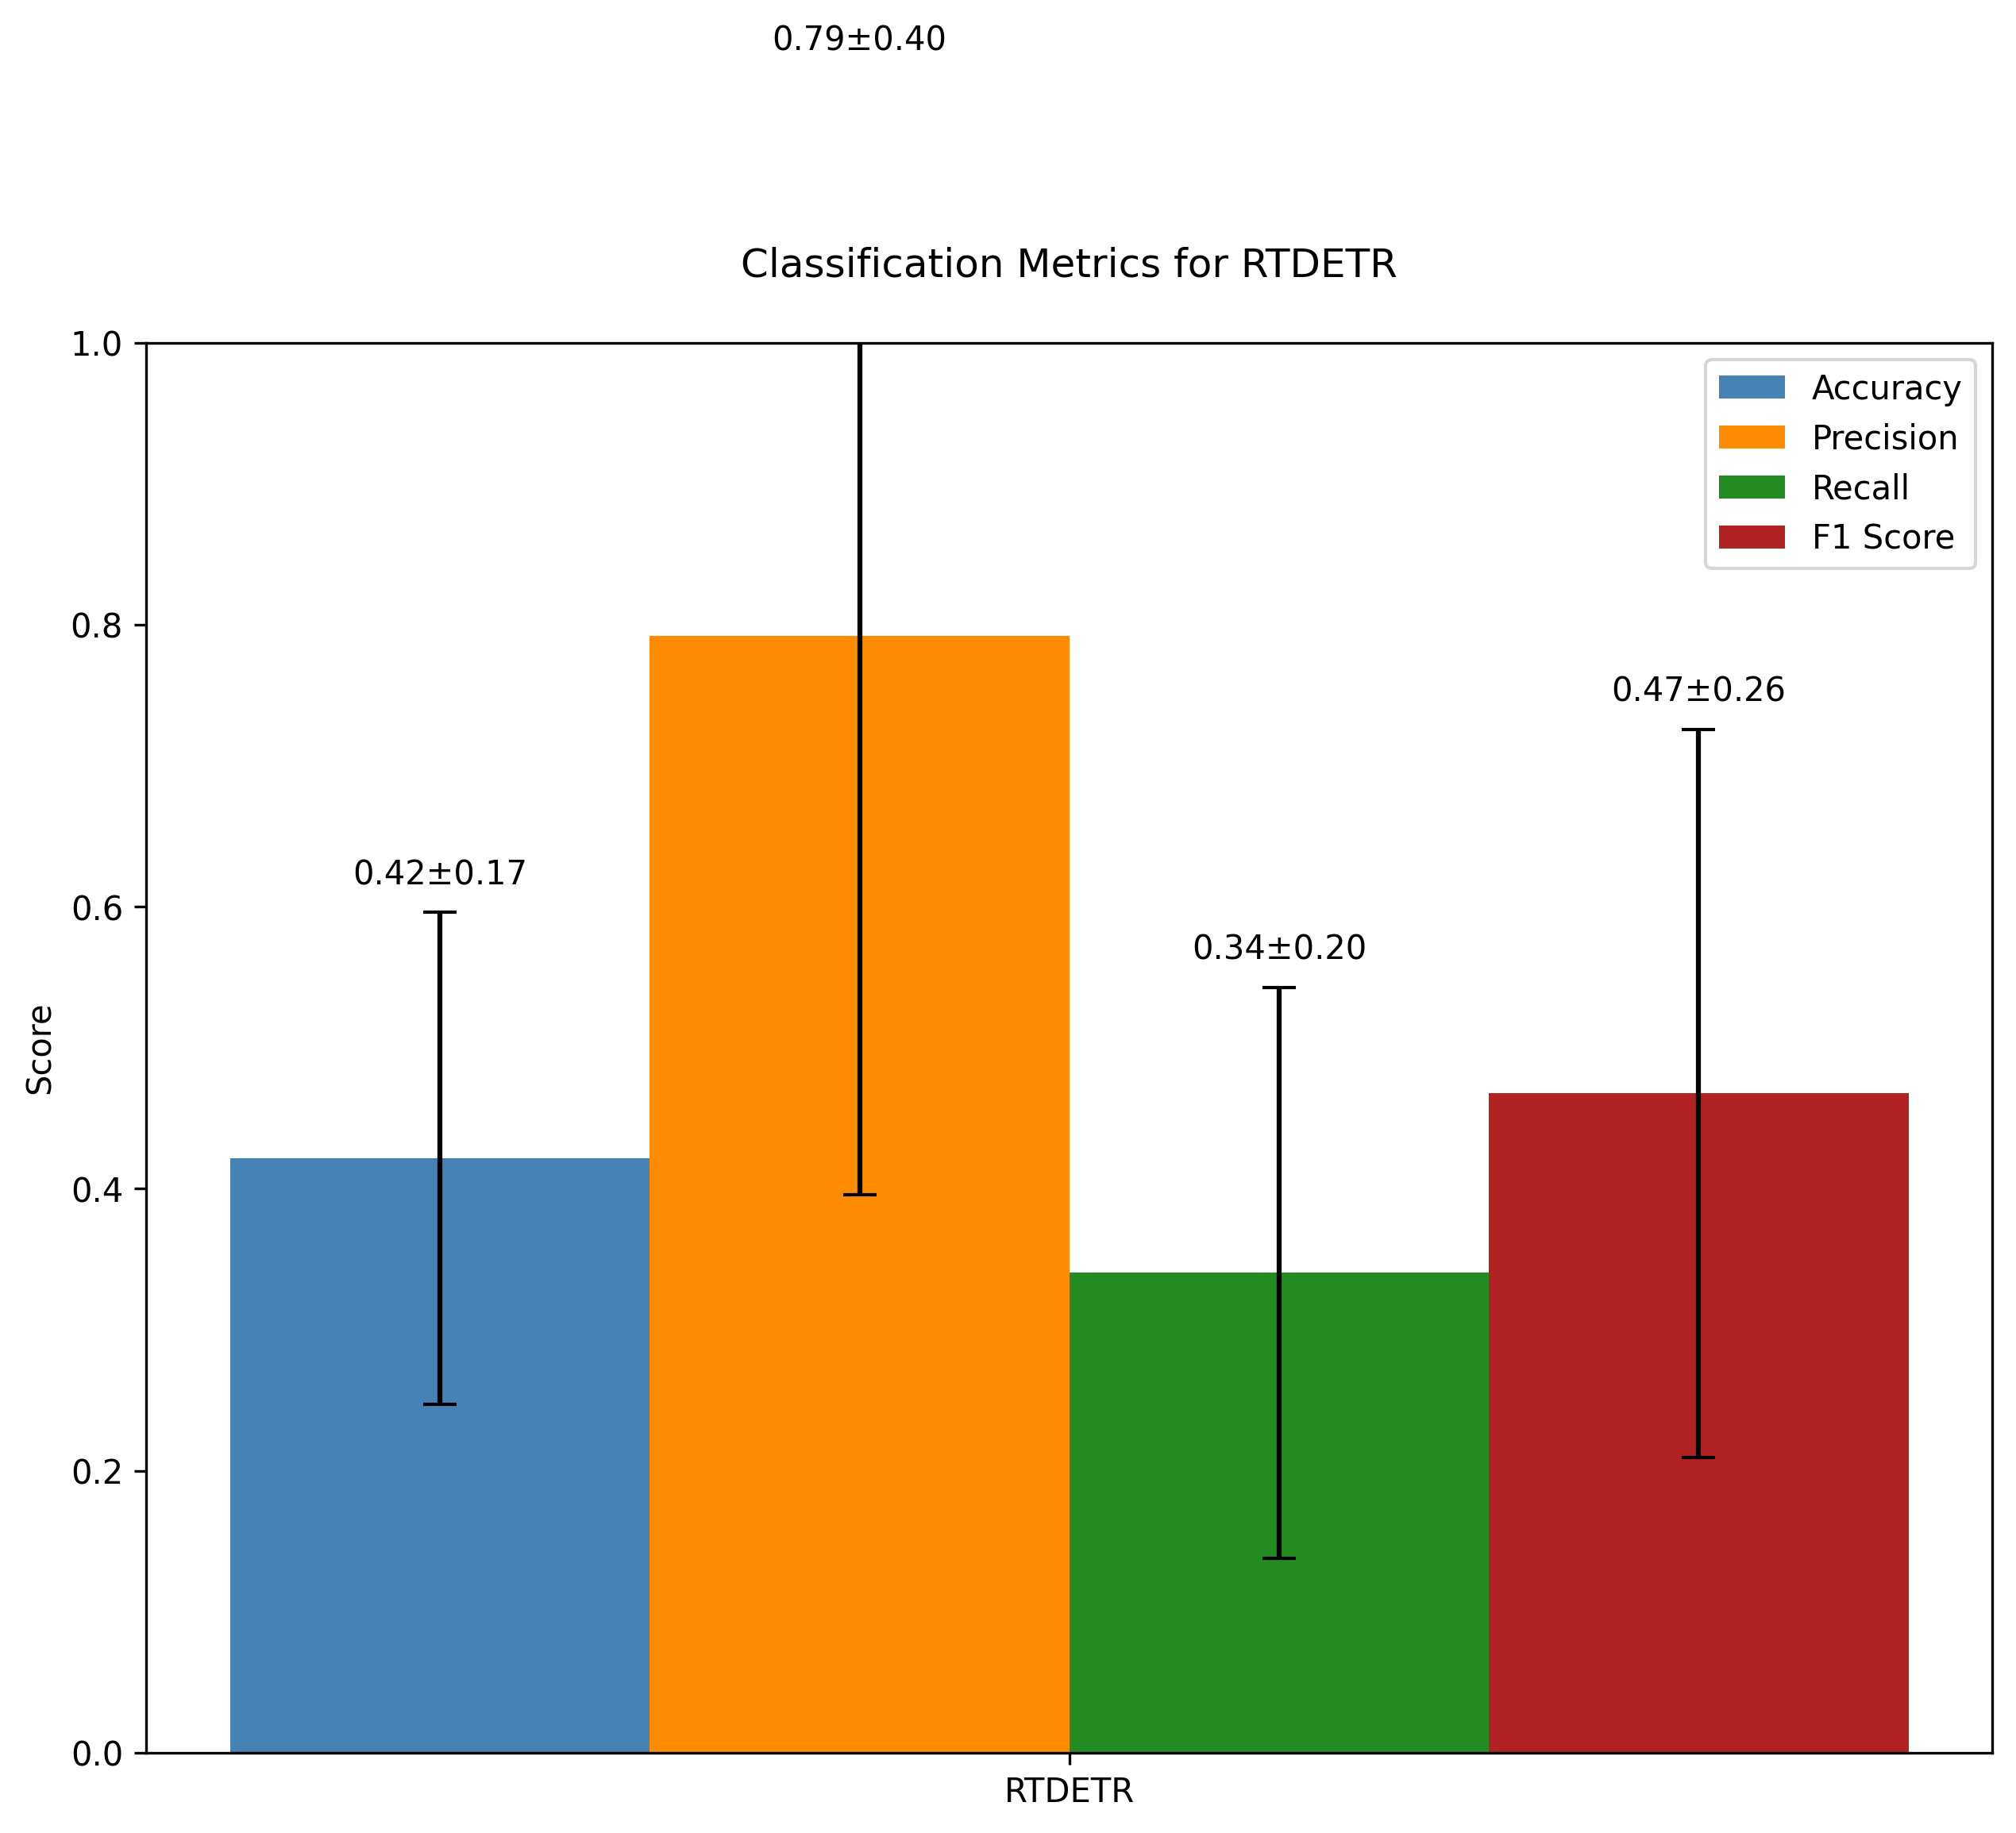 0.79±0.40
Classification Metrics for RTDETR
1.0
0.8
0.6
0.4
0.2
0.0
Score
Accuracy
Precision
Recall
F1 Score
0.42±0.17
0.34±0.20
0.47±0.26
RTDETR